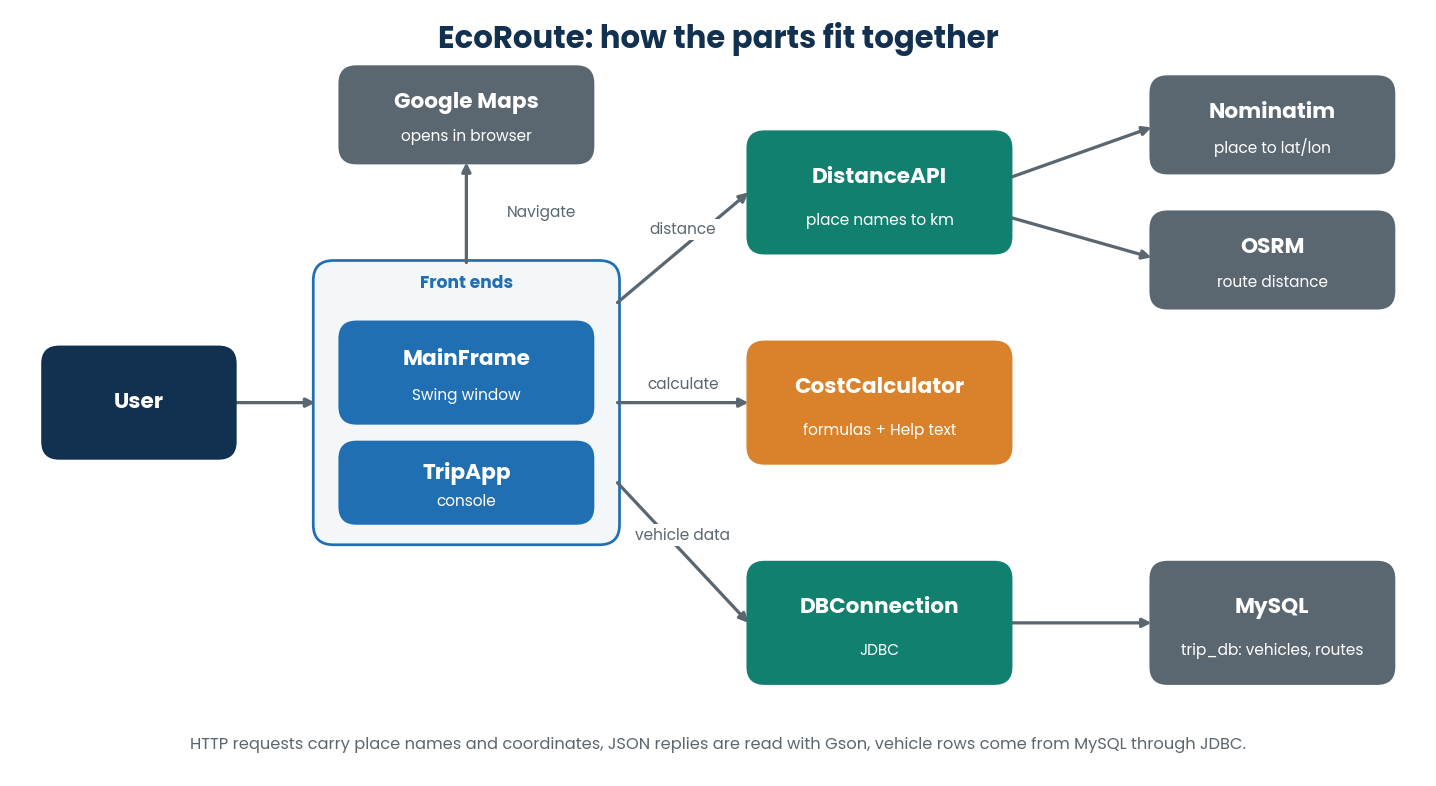 EcoRoute: how the parts fit together
Google Maps
opens in browser
Navigate
Front ends
MainFrame
Swing window
TripApp
console
User
distance
calculate
vehicle data
DistanceAPI
place names to km
CostCalculator
formulas + Help text
DBConnection
JDBC
Nominatim
place to lat/lon
OSRM
route distance
MySQL
trip_db: vehicles, routes
HTTP requests carry place names and coordinates, JSON replies are read with Gson, vehicle rows come from MySQL through JDBC.